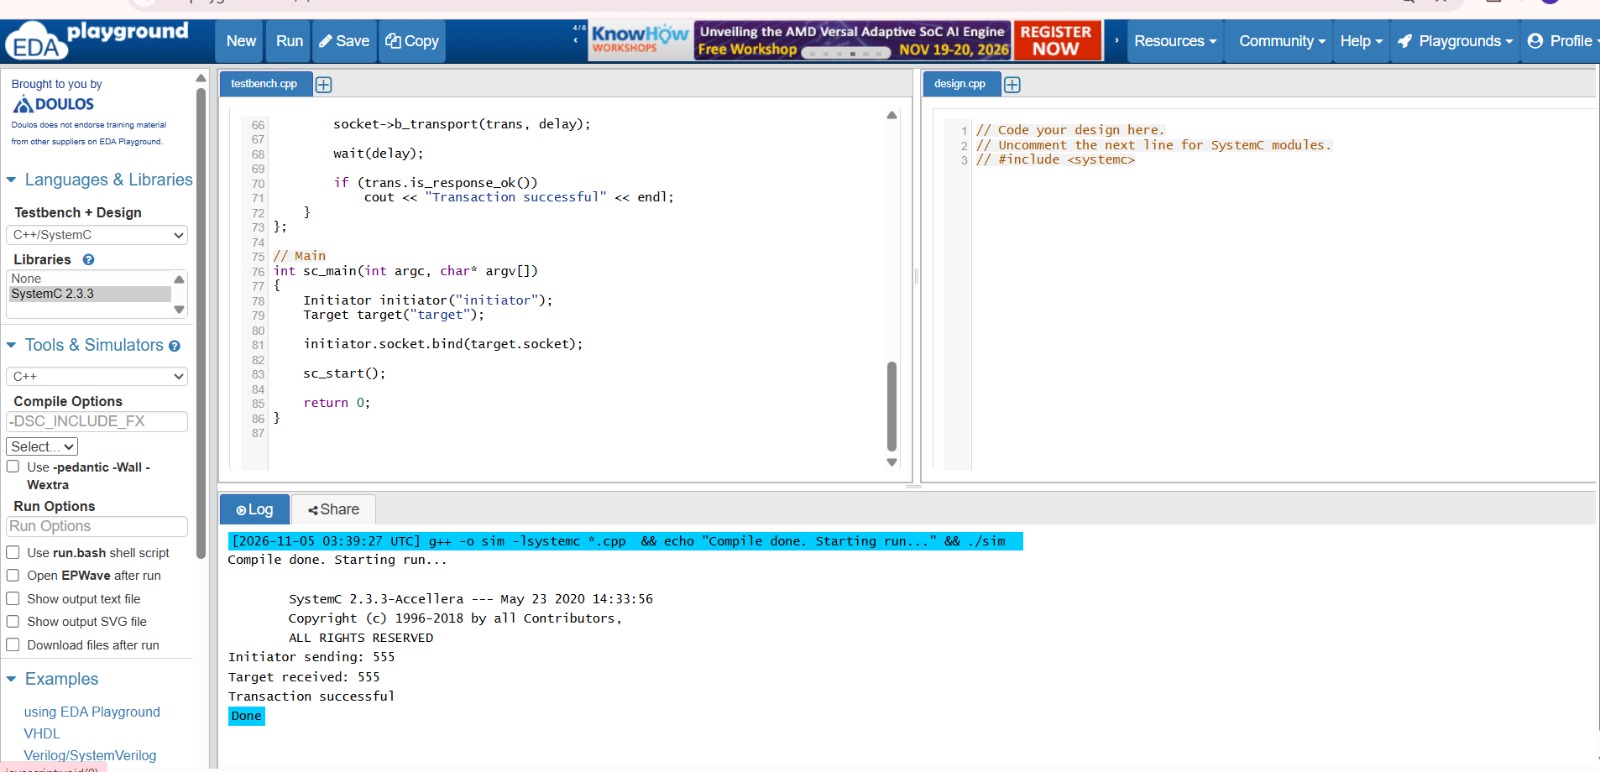 EDA playground
New
Run
Save
Copy
4/8
KnowHow
WORKSHOPS
Unveiling the AMD Versal Adaptive SoC AI Engine
Free Workshop
NOV 19-20, 2026
REGISTER
NOW
Resources
Community
Help
Playgrounds
Profile
Brought to you by
DOULOS
Doulos does not endorse training material
from other suppliers on EDA Playground.
Languages & Libraries
Testbench + Design
C++/SystemC
Libraries
None
SystemC 2.3.3
Tools & Simulators
C++
Compile Options
-DSC_INCLUDE_FX
Select...
Use -pedantic -Wall -
Wextra
Run Options
Run Options
Use run.bash shell script
Open EPWave after run
Show output text file
Show output SVG file
Download files after run
Examples
using EDA Playground
VHDL
Verilog/SystemVerilog
testbench.cpp
66 socket->b_transport(trans, delay);
67
68 wait(delay);
69
70 if (trans.is_response_ok())
71 cout << "Transaction successful" << endl;
72 }
73 };
74
75 // Main
76 int sc_main(int argc, char* argv[])
77 {
78 Initiator initiator("initiator");
79 Target target("target");
80
81 initiator.socket.bind(target.socket);
82
83 sc_start();
84
85 return 0;
86 }
87
design.cpp
1 // Code your design here.
2 // Uncomment the next line for SystemC modules.
3 // #include <systemc>
Log
Share
[2026-11-05 03:39:27 UTC] g++ -o sim -lsystemc *.cpp && echo "Compile done. Starting run..." && ./sim
Compile done. Starting run...
SystemC 2.3.3-Accellera --- May 23 2020 14:33:56
Copyright (c) 1996-2018 by all Contributors,
ALL RIGHTS RESERVED
Initiator sending: 555
Target received: 555
Transaction successful
Done